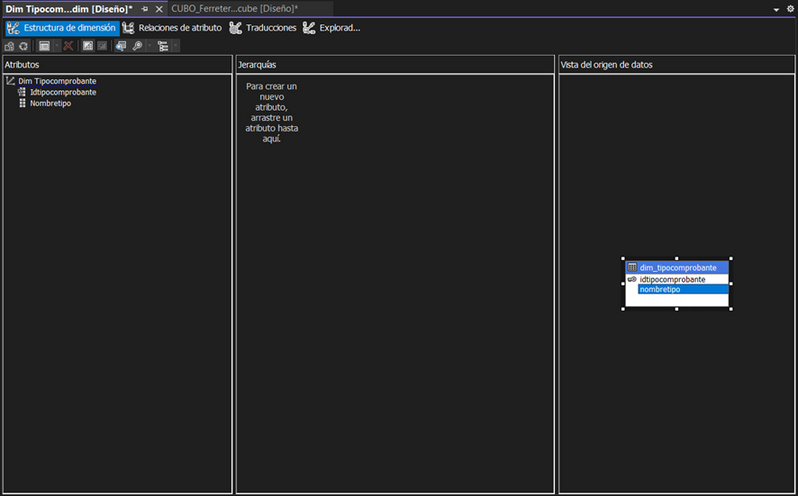 Dim Tipocom...dim [Diseño]*
CUBO_Ferreter...cube [Diseño]*
Estructura de dimensión
Relaciones de atributo
Traducciones
Explorad...
Atributos
Dim Tipocomprobante
Idtipocomprobante
Nombretipo
Jerarquías
Para crear un
nuevo
atributo,
arrastre un
atributo hasta
aquí.
Vista del origen de datos
dim_tipocomprobante
idtipocomprobante
nombretipo